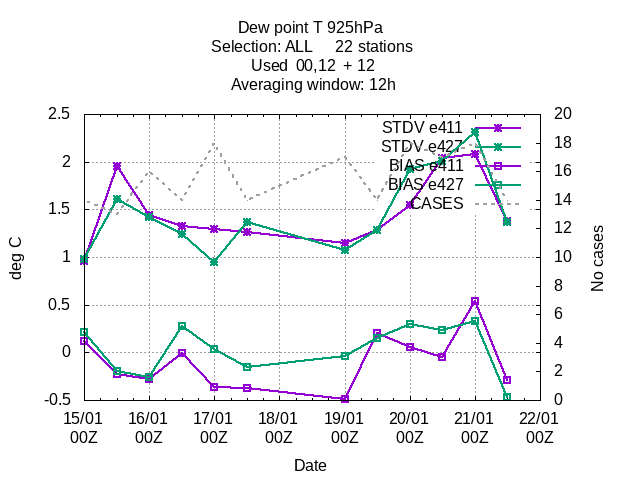 Dew point T 925hPa
Selection: ALL 22 stations
Used 00,12 + 12
Averaging window: 12h
2.5
2
1.5
1
0.5
0
-0.5
deg C
20
18
16
14
12
10
8
6
4
2
0
No cases
STDV e411
STDV e427
BIAS e411
BIAS e427
CASES
15/01 16/01 17/01 18/01 19/01 20/01 21/01 22/01
00Z 00Z 00Z 00Z 00Z 00Z 00Z 00Z
Date